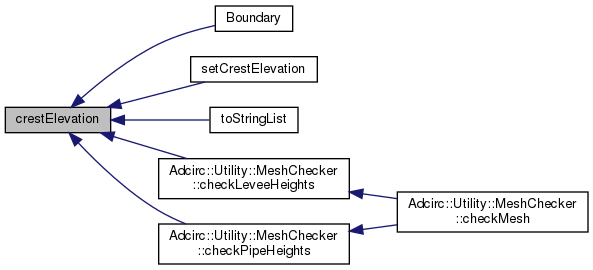 Boundary
setCrestElevation
crestElevation
toStringList
Adcirc::Utility::MeshChecker
::checkLeveeHeights
Adcirc::Utility::MeshChecker
::checkMesh
Adcirc::Utility::MeshChecker
::checkPipeHeights